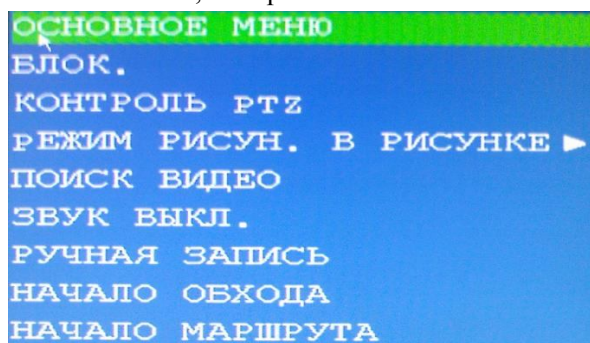 ОСНОВНОЕ МЕНЮ
БЛОК.
КОНТРОЛЬ PTZ
РЕЖИМ РИСУН. В РИСУНКЕ
ПОИСК ВИДЕО
ЗВУК ВЫКЛ.
РУЧНАЯ ЗАПИСЬ
НАЧАЛО ОБХОДА
НАЧАЛО МАРШРУТА